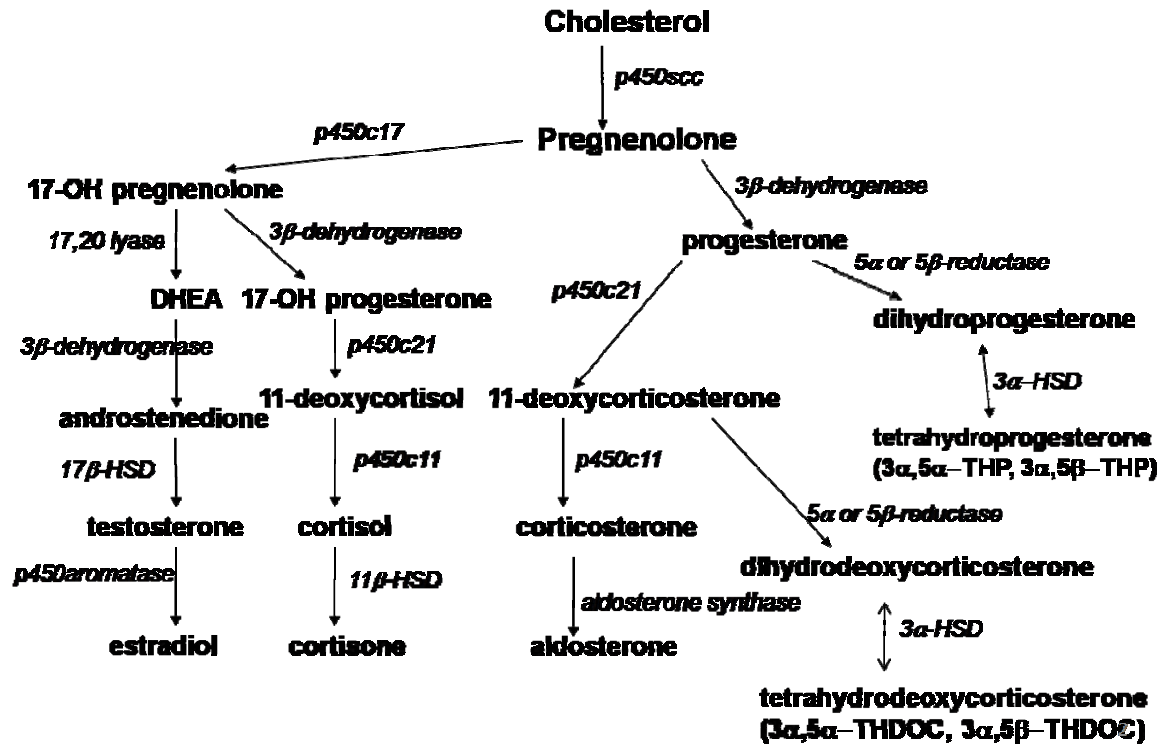 Cholesterol
p450scc
p450c17
Pregnenolone
17-OH pregnenolone
3β-dehydrogenase
17,20 lyase
3β-dehydrogenase
progesterone
5α or 5β-reductase
p450c21
DHEA
17-OH progesterone
dihydroprogesterone
3β-dehydrogenase
p450c21
3α–HSD
11-deoxycortisol
11-deoxycorticosterone
androstenedione
tetrahydroprogesterone
(3α,5α–THP, 3α,5β–THP)
17β-HSD
p450c11
p450c11
5α or 5β-reductase
testosterone
cortisol
corticosterone
dihydrodeoxycorticosterone
p450aromatase
11β-HSD
aldosterone synthase
3α-HSD
estradiol
cortisone
aldosterone
tetrahydrodeoxycorticosterone
(3α,5α–THDOC, 3α,5β–THDOC)